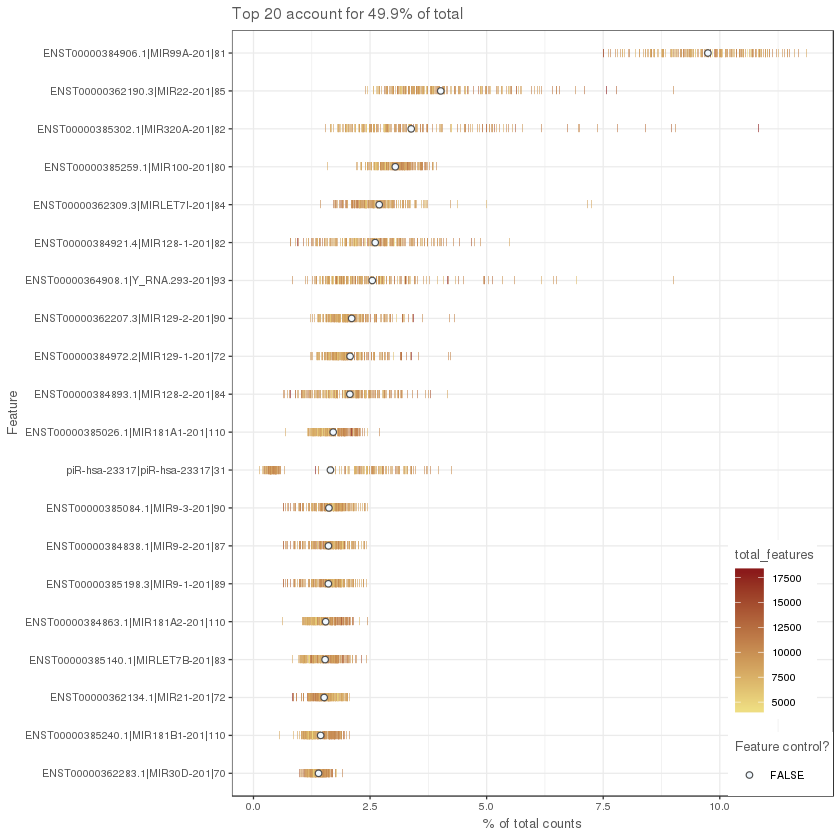 Top 20 account for 49.9% of total
ENST00000384906.1|MIR99A-201|81
ENST00000362190.3|MIR22-201|85
ENST00000385302.1|MIR320A-201|82
ENST00000385259.1|MIR100-201|80
ENST00000362309.3|MIRLET7I-201|84
ENST00000384921.4|MIR128-1-201|82
ENST00000364908.1|Y_RNA.293-201|93
ENST00000362207.3|MIR129-2-201|90
ENST00000384972.2|MIR129-1-201|72
ENST00000384893.1|MIR128-2-201|84
ENST00000385026.1|MIR181A1-201|110
piR-hsa-23317|piR-hsa-23317|31
ENST00000385084.1|MIR9-3-201|90
ENST00000384838.1|MIR9-2-201|87
ENST00000385198.3|MIR9-1-201|89
ENST00000384863.1|MIR181A2-201|110
ENST00000385140.1|MIRLET7B-201|83
ENST00000362134.1|MIR21-201|72
ENST00000385240.1|MIR181B1-201|110
ENST00000362283.1|MIR30D-201|70
Feature
0.0 2.5 5.0 7.5 10.0
% of total counts
total_features
17500
15000
12500
10000
7500
5000
Feature control?
FALSE